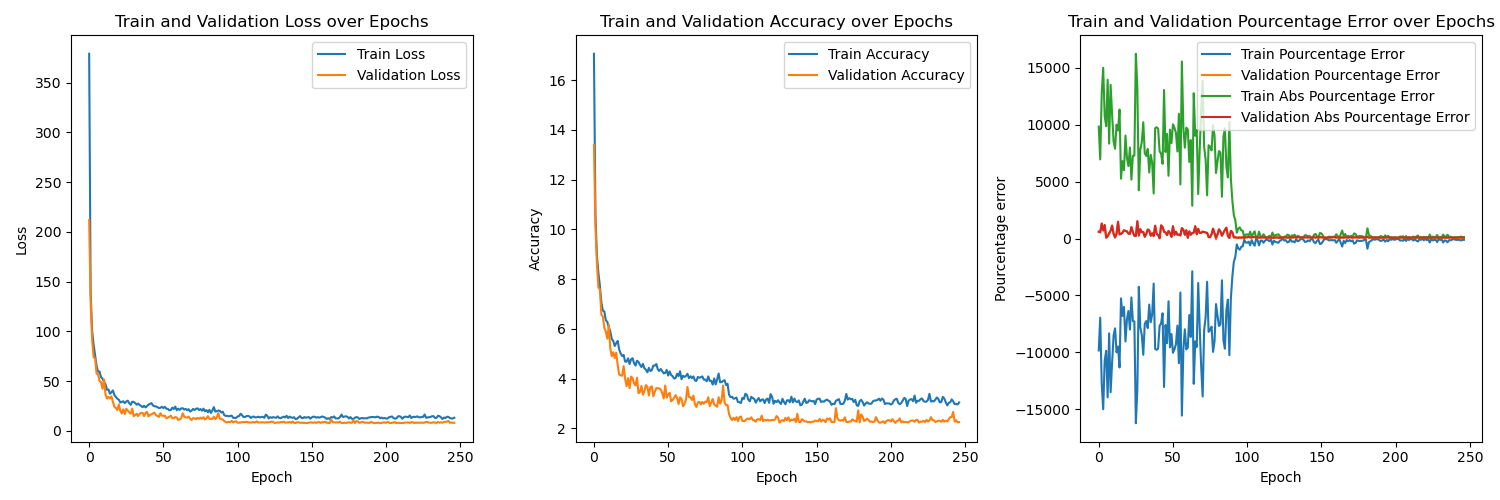 Train and Validation Loss over Epochs
Train Loss
Validation Loss
350
300
250
200
150
100
50
0
Loss
0 50 100 150 200 250
Epoch
Train and Validation Accuracy over Epochs
Train Accuracy
Validation Accuracy
16
14
12
10
8
6
4
2
Accuracy
0 50 100 150 200 250
Epoch
Train and Validation Pourcentage Error over Epochs
Train Pourcentage Error
Validation Pourcentage Error
Train Abs Pourcentage Error
Validation Abs Pourcentage Error
15000
10000
5000
0
−5000
−10000
−15000
Pourcentage error
0 50 100 150 200 250
Epoch